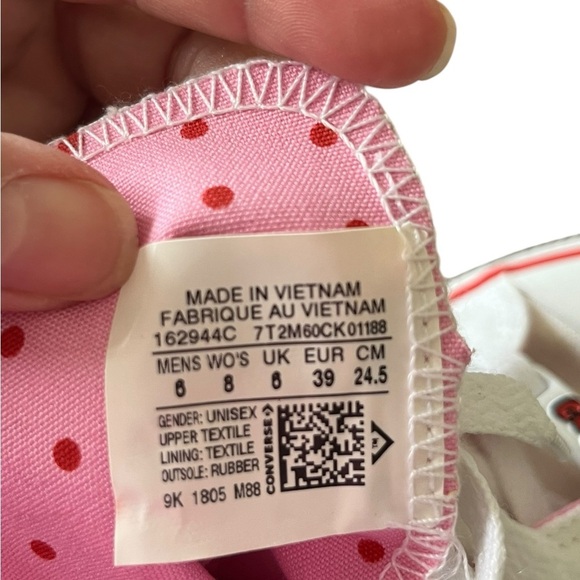 MADE IN VIETNAM
FABRIQUE AU VIETNAM
162944C 7T2M60CK01188
MENS WO'S UK EUR CM
6 8 6 39 24.5
GENDER: UNISEX
UPPER TEXTILE
LINING: TEXTILE
OUTSOLE: RUBBER
CONVERSE
9K 1805 M88